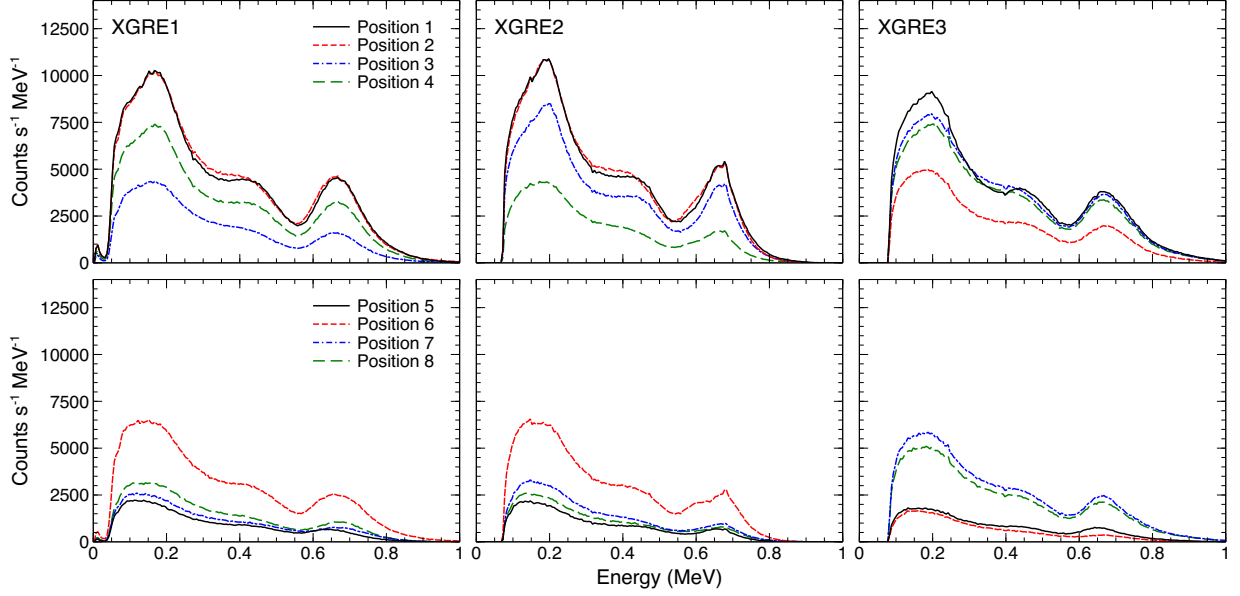 XGRE1
Position 1
Position 2
Position 3
Position 4
XGRE2
XGRE3
12500
10000
7500
5000
2500
0
Counts s⁻¹ MeV⁻¹
Position 5
Position 6
Position 7
Position 8
12500
10000
7500
5000
2500
0
Counts s⁻¹ MeV⁻¹
0 0.2 0.4 0.6 0.8 1 0 0.2 0.4 0.6 0.8 1 0 0.2 0.4 0.6 0.8 1
Energy (MeV)